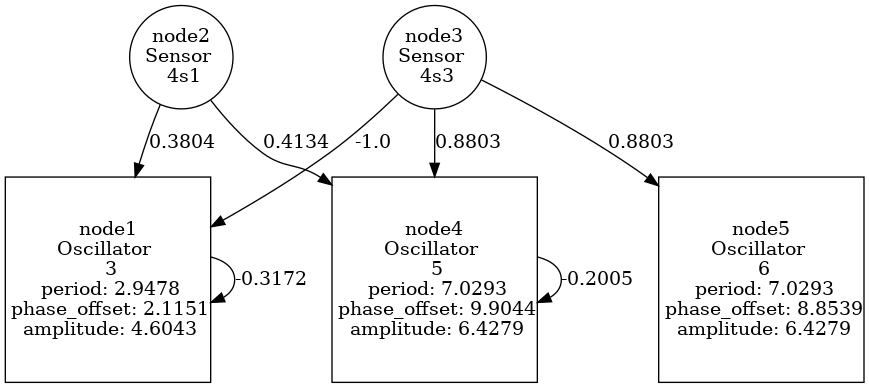 node2
Sensor
4s1
node3
Sensor
4s3
0.3804
0.4134
-1.0
0.8803
0.8803
node1
Oscillator
3
period: 2.9478
phase_offset: 2.1151
amplitude: 4.6043
-0.3172
node4
Oscillator
5
period: 7.0293
phase_offset: 9.9044
amplitude: 6.4279
-0.2005
node5
Oscillator
6
period: 7.0293
phase_offset: 8.8539
amplitude: 6.4279